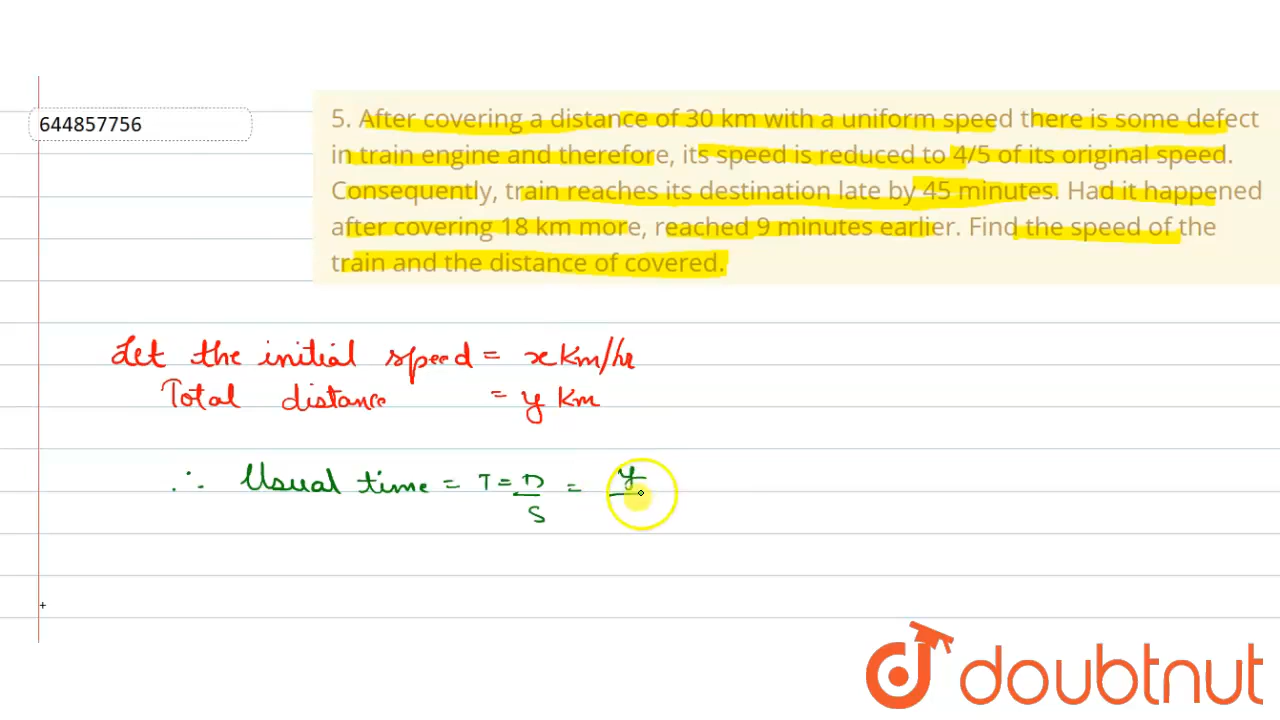 644857756
5. After covering a distance of 30 km with a uniform speed there is some defect
in train engine and therefore, its speed is reduced to 4/5 of its original speed.
Consequently, train reaches its destination late by 45 minutes. Had it happened
after covering 18 km more, reached 9 minutes earlier. Find the speed of the
train and the distance of covered.
Let the initial speed = x Km/hr
Total distance = y Km
∴ Usual time = T = D/S = y
doubtnut